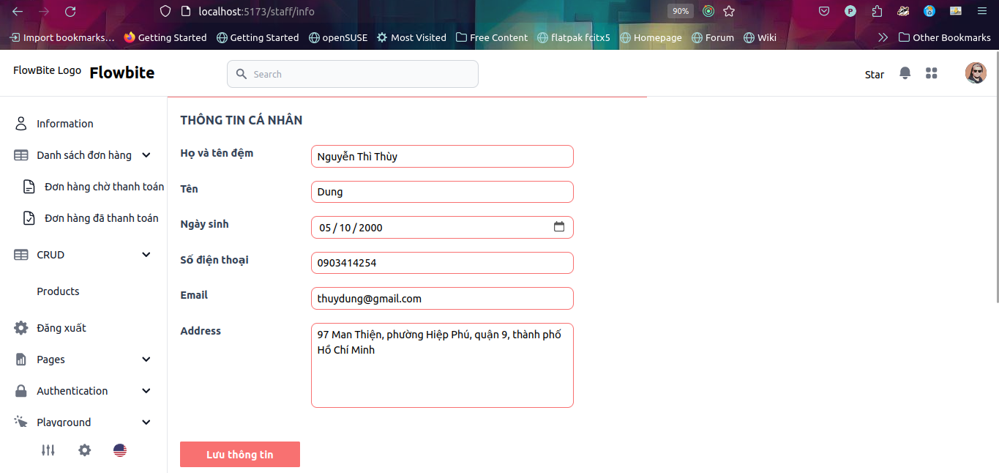 localhost:5173/staff/info
90%
Import bookmarks...
Getting Started
Getting Started
openSUSE
Most Visited
Free Content
flatpak fcitx5
Homepage
Forum
Wiki
Other Bookmarks
FlowBite Logo
Flowbite
Search
Star
Information
Danh sách đơn hàng
Đơn hàng chờ thanh toán
Đơn hàng đã thanh toán
CRUD
Products
Đăng xuất
Pages
Authentication
Playground
THÔNG TIN CÁ NHÂN
Họ và tên đệm
Nguyễn Thì Thùy
Tên
Dung
Ngày sinh
05 / 10 / 2000
Số điện thoại
0903414254
Email
thuydung@gmail.com
Address
97 Man Thiện, phường Hiệp Phú, quận 9, thành phố
Hồ Chí Minh
Lưu thông tin